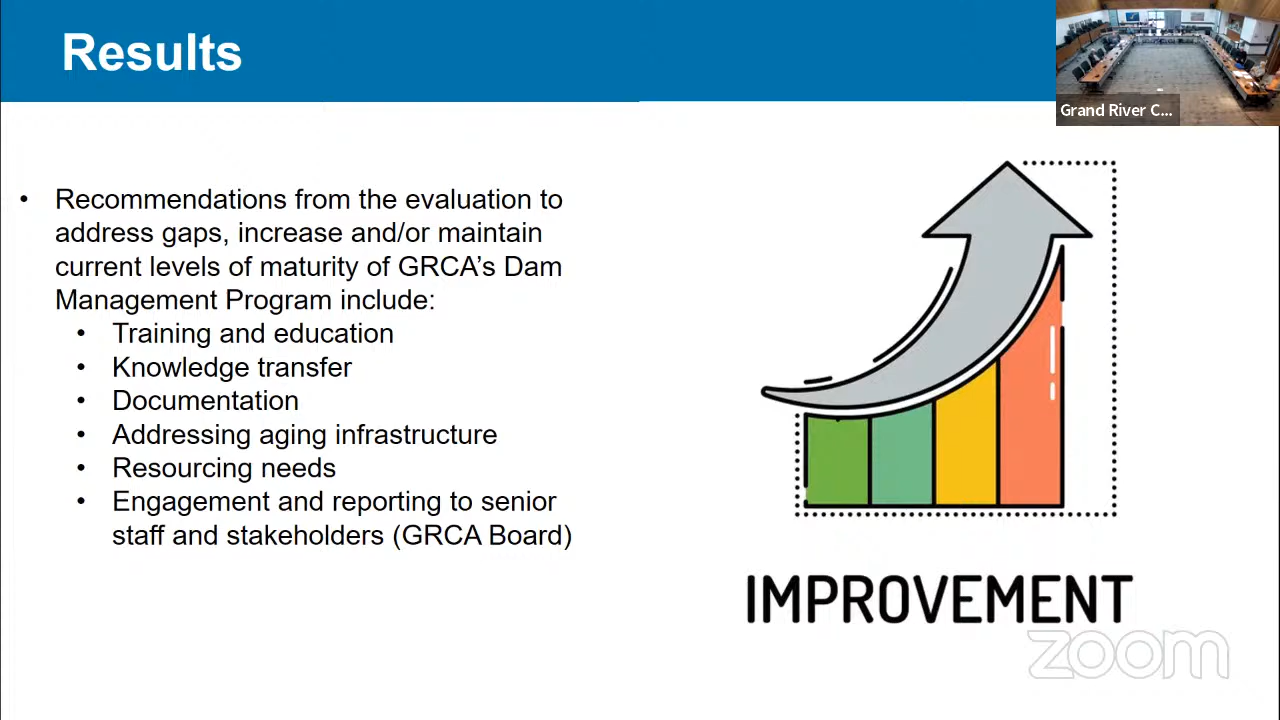 Results
Grand River C...
• Recommendations from the evaluation to
address gaps, increase and/or maintain
current levels of maturity of GRCA’s Dam
Management Program include:
• Training and education
• Knowledge transfer
• Documentation
• Addressing aging infrastructure
• Resourcing needs
• Engagement and reporting to senior
staff and stakeholders (GRCA Board)
IMPROVEMENT
zoom